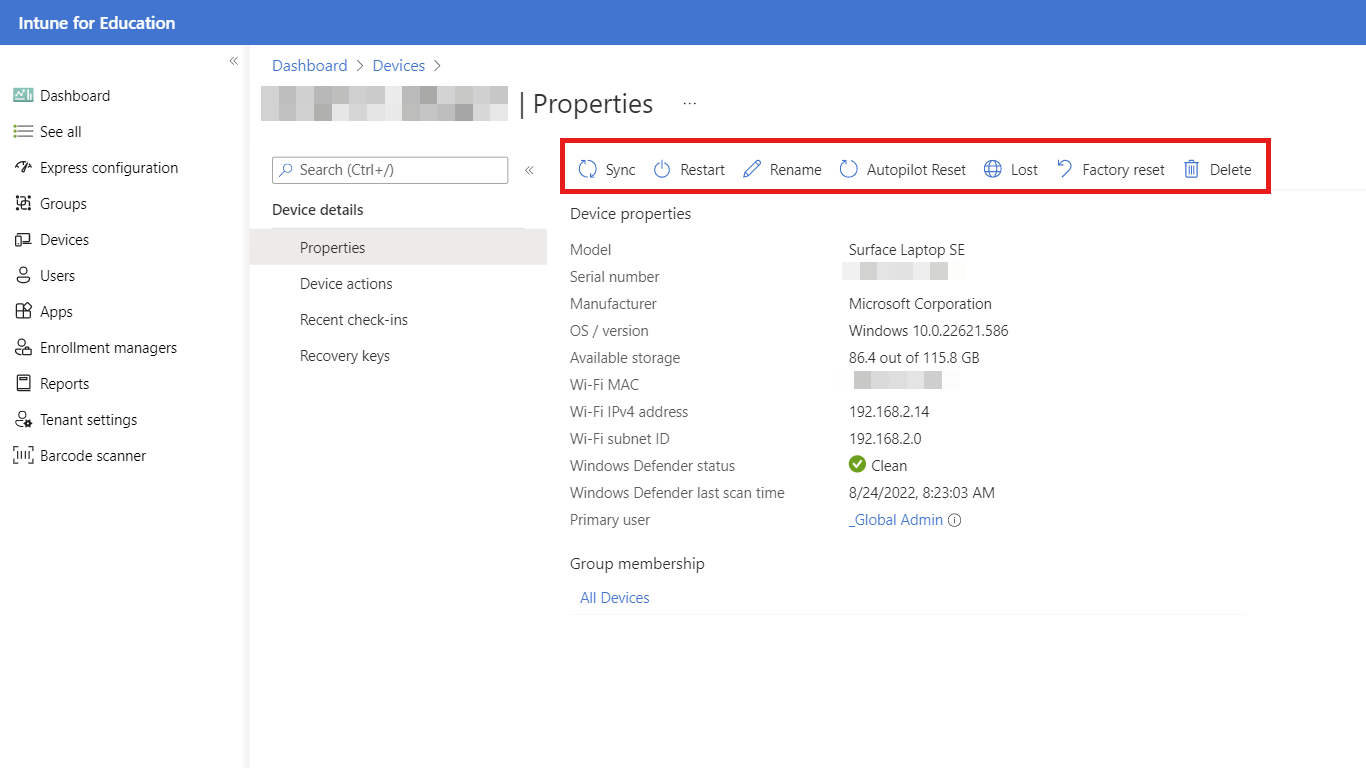 Intune for Education
Dashboard
See all
Express configuration
Groups
Devices
Users
Apps
Enrollment managers
Reports
Tenant settings
Barcode scanner
Dashboard > Devices >
| Properties ...
Search (Ctrl+/)
Device details
Properties
Device actions
Recent check-ins
Recovery keys
Sync Restart Rename Autopilot Reset Lost Factory reset Delete
Device properties
Model Surface Laptop SE
Serial number
Manufacturer Microsoft Corporation
OS / version Windows 10.0.22621.586
Available storage 86.4 out of 115.8 GB
Wi-Fi MAC
Wi-Fi IPv4 address 192.168.2.14
Wi-Fi subnet ID 192.168.2.0
Windows Defender status Clean
Windows Defender last scan time 8/24/2022, 8:23:03 AM
Primary user _Global Admin
Group membership
All Devices